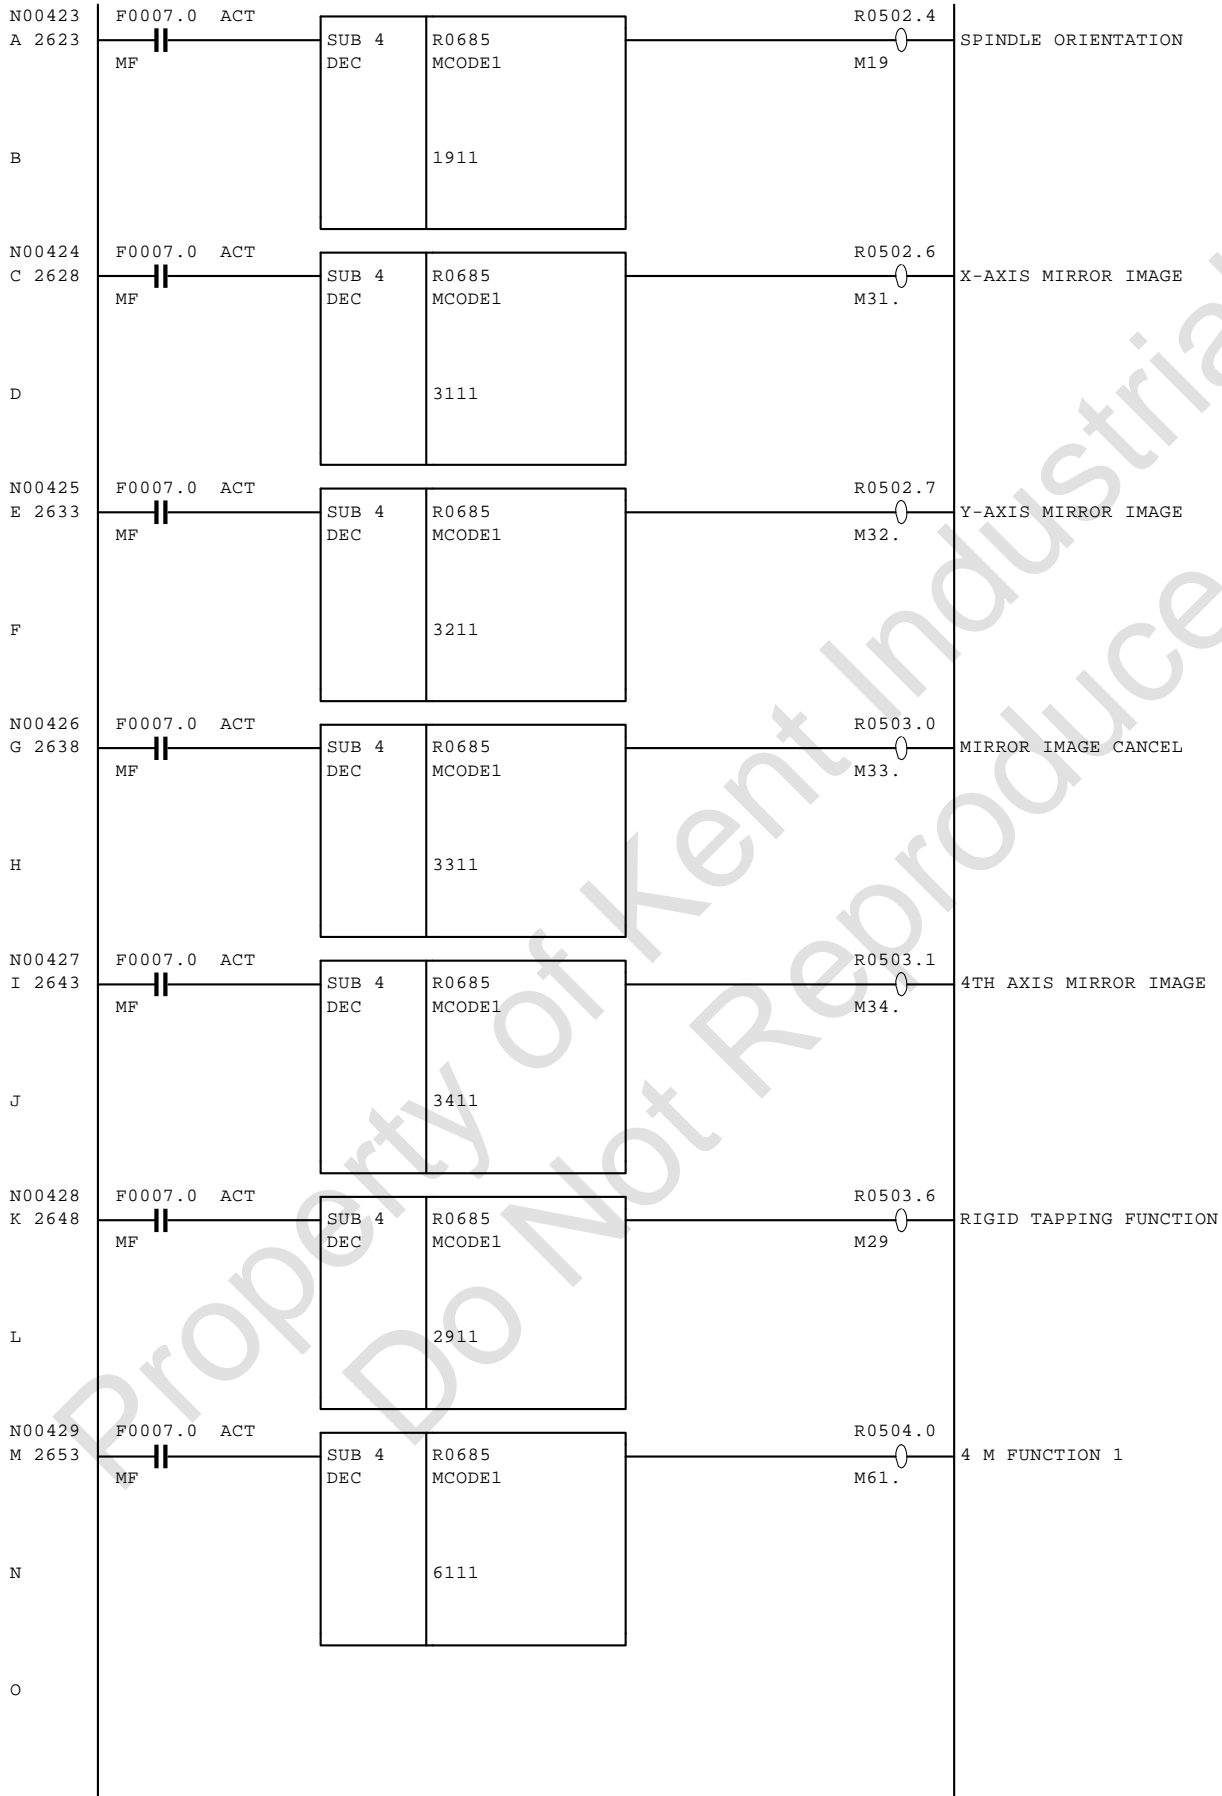 N00423 F0007.0 ACT R0502.4
A 2623 SUB 4 R0685 SPINDLE ORIENTATION
MF DEC MCODE1 M19
B 1911
N00424 F0007.0 ACT R0502.6
C 2628 SUB 4 R0685 X-AXIS MIRROR IMAGE
MF DEC MCODE1 M31.
D 3111
N00425 F0007.0 ACT R0502.7
E 2633 SUB 4 R0685 Y-AXIS MIRROR IMAGE
MF DEC MCODE1 M32.
F 3211
N00426 F0007.0 ACT R0503.0
G 2638 SUB 4 R0685 MIRROR IMAGE CANCEL
MF DEC MCODE1 M33.
H 3311
N00427 F0007.0 ACT R0503.1
I 2643 SUB 4 R0685 4TH AXIS MIRROR IMAGE
MF DEC MCODE1 M34.
J 3411
N00428 F0007.0 ACT R0503.6
K 2648 SUB 4 R0685 RIGID TAPPING FUNCTION
MF DEC MCODE1 M29
L 2911
N00429 F0007.0 ACT R0504.0
M 2653 SUB 4 R0685 4 M FUNCTION 1
MF DEC MCODE1 M61.
N 6111
O
Property of Kent Industrial
Do Not Reproduce